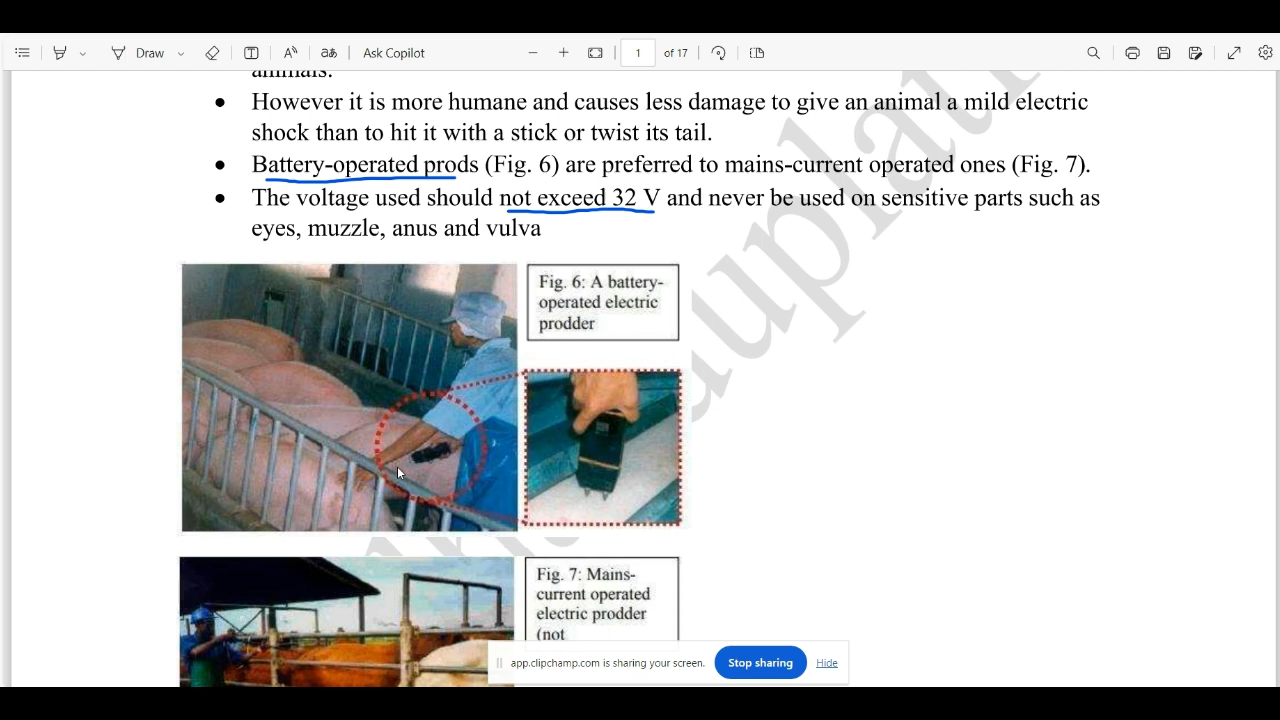 Draw
Ask Copilot
1 of 17
animals.
• However it is more humane and causes less damage to give an animal a mild electric
shock than to hit it with a stick or twist its tail.
• Battery-operated prods (Fig. 6) are preferred to mains-current operated ones (Fig. 7).
• The voltage used should not exceed 32 V and never be used on sensitive parts such as
eyes, muzzle, anus and vulva
Fig. 6: A battery-
operated electric
prodder
Fig. 7: Mains-
current operated
electric prodder
(not
app.clipchamp.com is sharing your screen.
Stop sharing
Hide